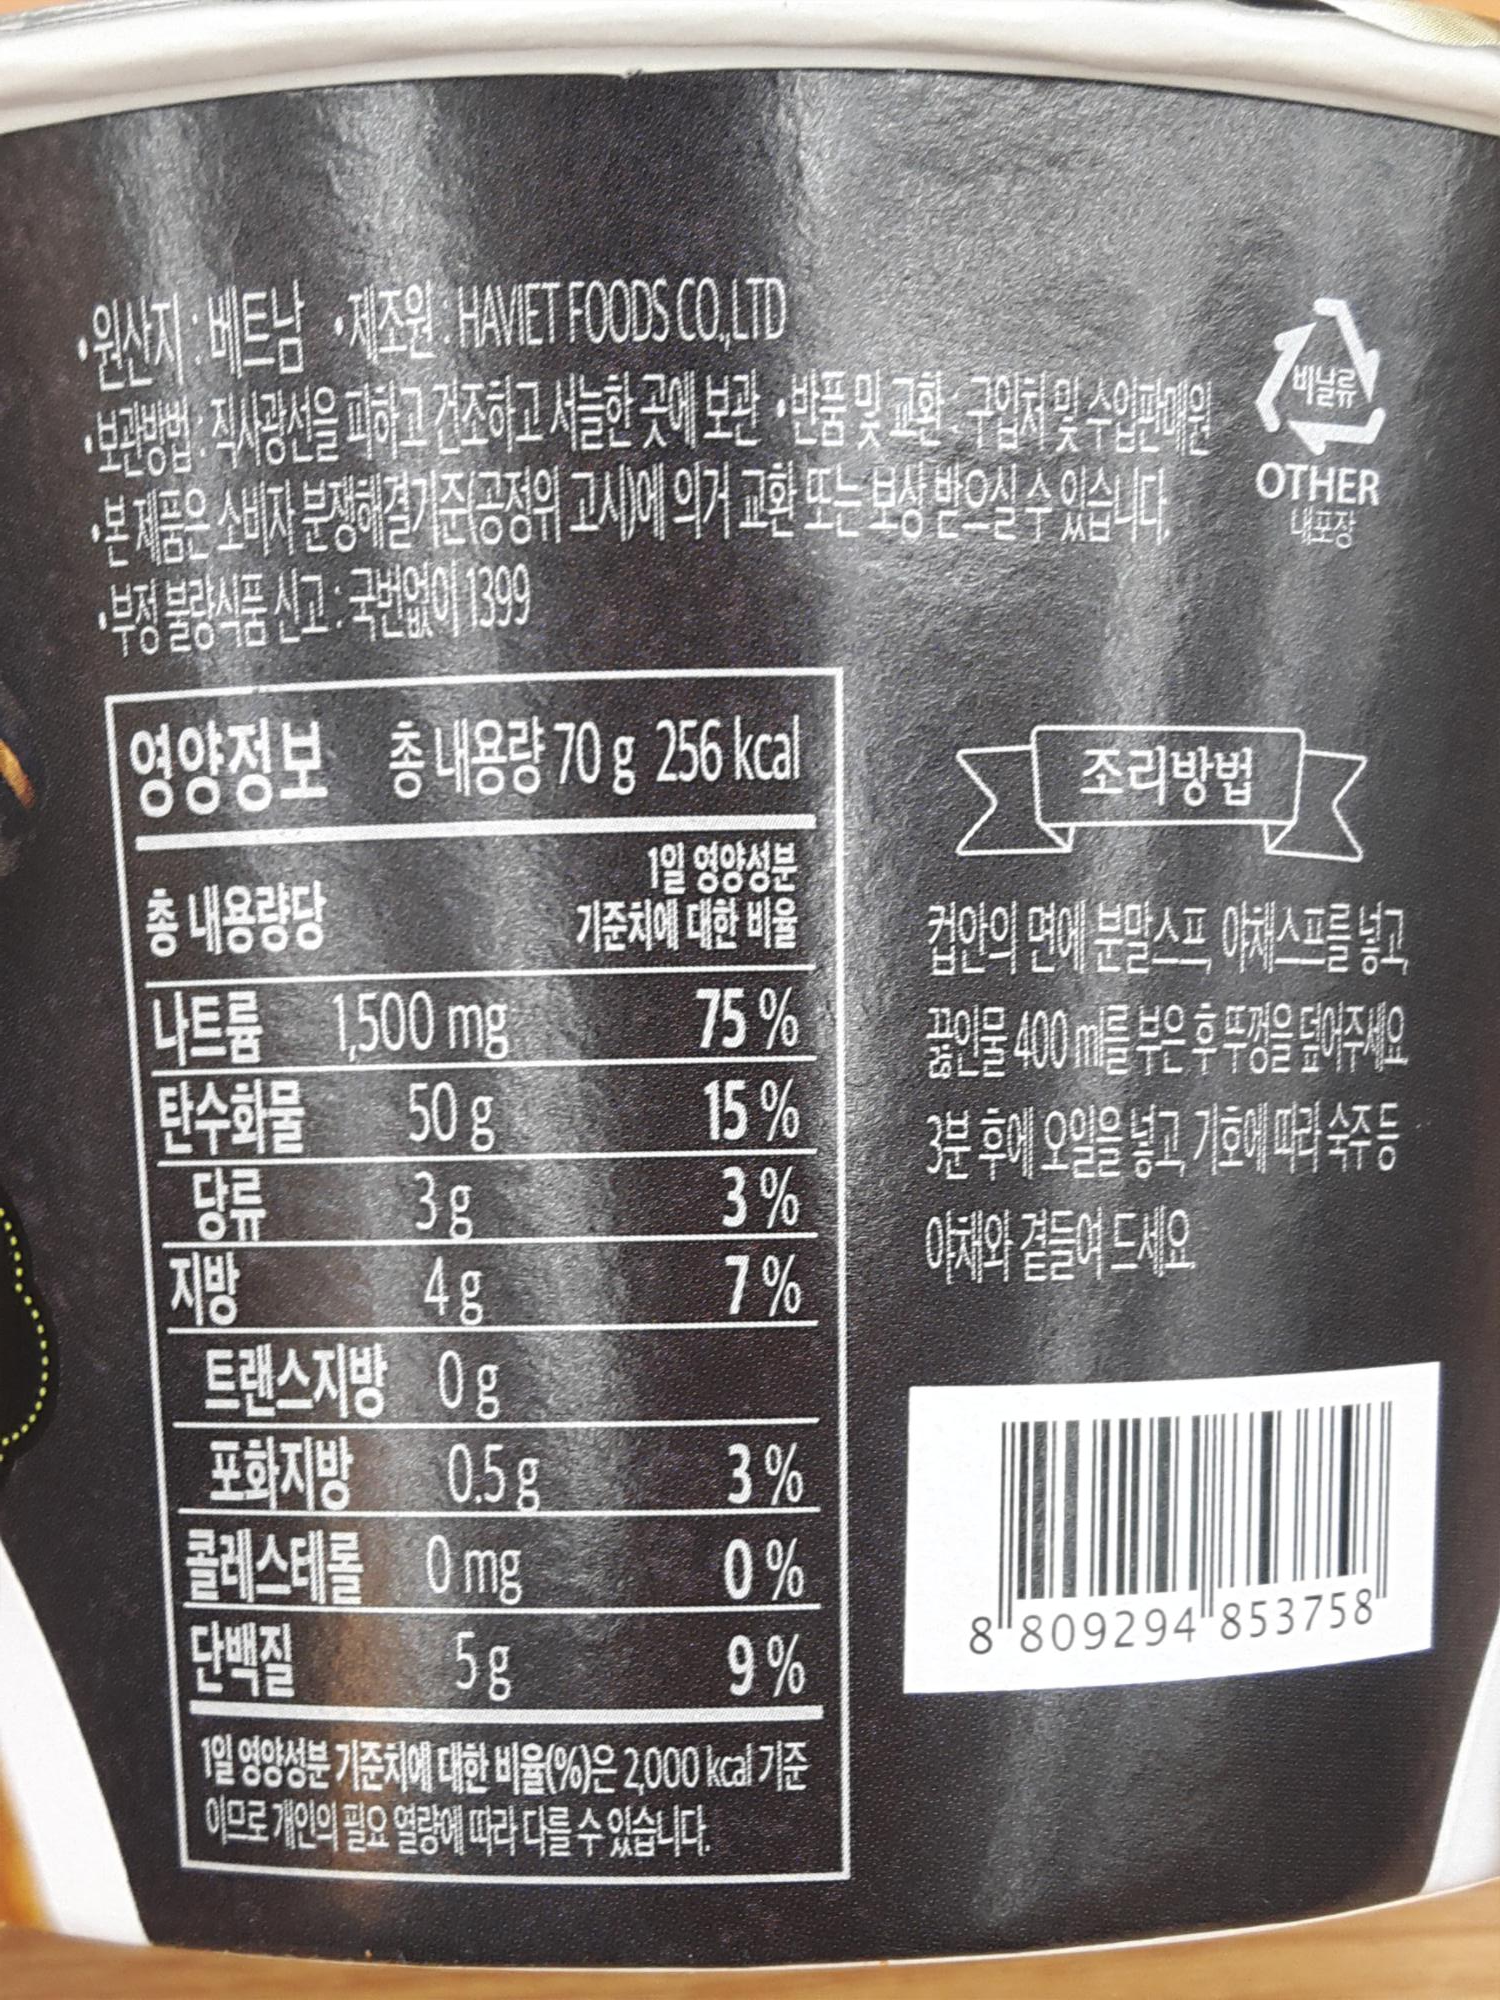 •원산지 : 베트남 •제조원 : HAVIET FOODS CO.,LTD
•보관방법 : 직사광선을 피하고 건조하고 서늘한 곳에 보관 •반품 및 교환 : 구입처 및 수입판매원
•본 제품은 소비자 분쟁해결기준(공정위 고시)에 의거 교환 또는 보상 받으실 수 있습니다.
•부정 불량식품 신고 : 국번없이 1399
비닐류
OTHER
내포장
영양정보 총 내용량 70 g 256 kcal
총 내용량당
1일 영양성분
기준치에 대한 비율
나트륨 1,500 mg 75 %
탄수화물 50 g 15 %
당류 3 g 3 %
지방 4 g 7 %
트랜스지방 0 g
포화지방 0.5 g 3 %
콜레스테롤 0 mg 0 %
단백질 5 g 9 %
1일 영양성분 기준치에 대한 비율(%)은 2,000 kcal 기준
이므로 개인의 필요 열량에 따라 다를 수 있습니다.
조리방법
컵안의 면에 분말스프, 야채스프를 넣고,
끓인물 400 ml를 부은 후 뚜껑을 덮어주세요
3분 후에 오일을 넣고, 기호에 따라 숙주 등
야채와 곁들여 드세요.
8 809294 853758